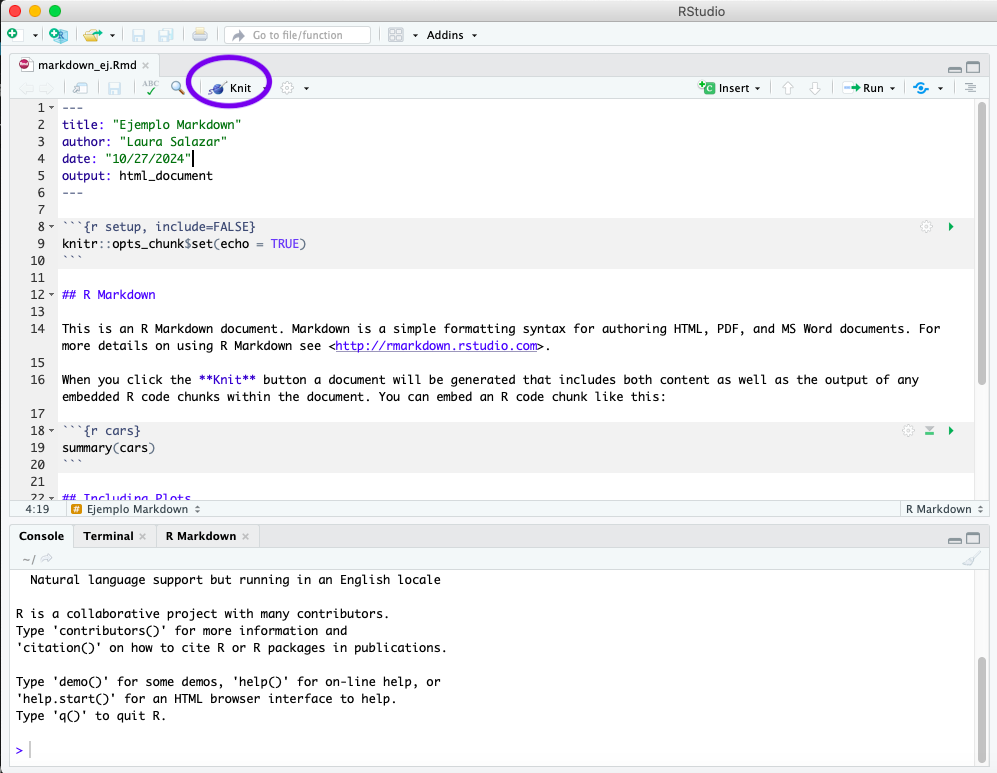 RStudio
Go to file/function
Addins
markdown_ej.Rmd
ABC
Knit
Insert
Run
1 ---
2 title: "Ejemplo Markdown"
3 author: "Laura Salazar"
4 date: "10/27/2024"
5 output: html_document
6 ---
7
8 ```{r setup, include=FALSE}
9 knitr::opts_chunk$set(echo = TRUE)
10 ```
11
12 ## R Markdown
13
14 This is an R Markdown document. Markdown is a simple formatting syntax for authoring HTML, PDF, and MS Word documents. For
more details on using R Markdown see <http://rmarkdown.rstudio.com>.
15
16 When you click the **Knit** button a document will be generated that includes both content as well as the output of any
embedded R code chunks within the document. You can embed an R code chunk like this:
17
18 ```{r cars}
19 summary(cars)
20 ```
21
22 ## Including Plots
4:19 # Ejemplo Markdown R Markdown
Console Terminal R Markdown
~/
Natural language support but running in an English locale
R is a collaborative project with many contributors.
Type 'contributors()' for more information and
'citation()' on how to cite R or R packages in publications.
Type 'demo()' for some demos, 'help()' for on-line help, or
'help.start()' for an HTML browser interface to help.
Type 'q()' to quit R.
>